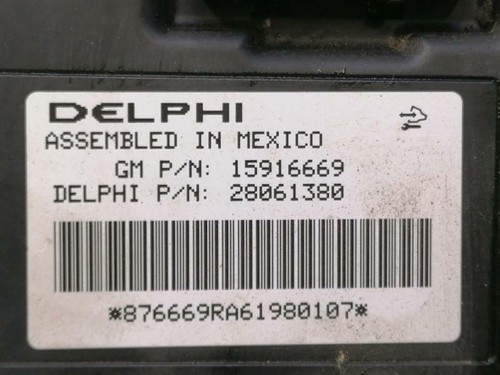 DELPHI
ASSEMBLED IN MEXICO
GM P/N: 15916669
DELPHI P/N: 28061380
*876669RA61980107*